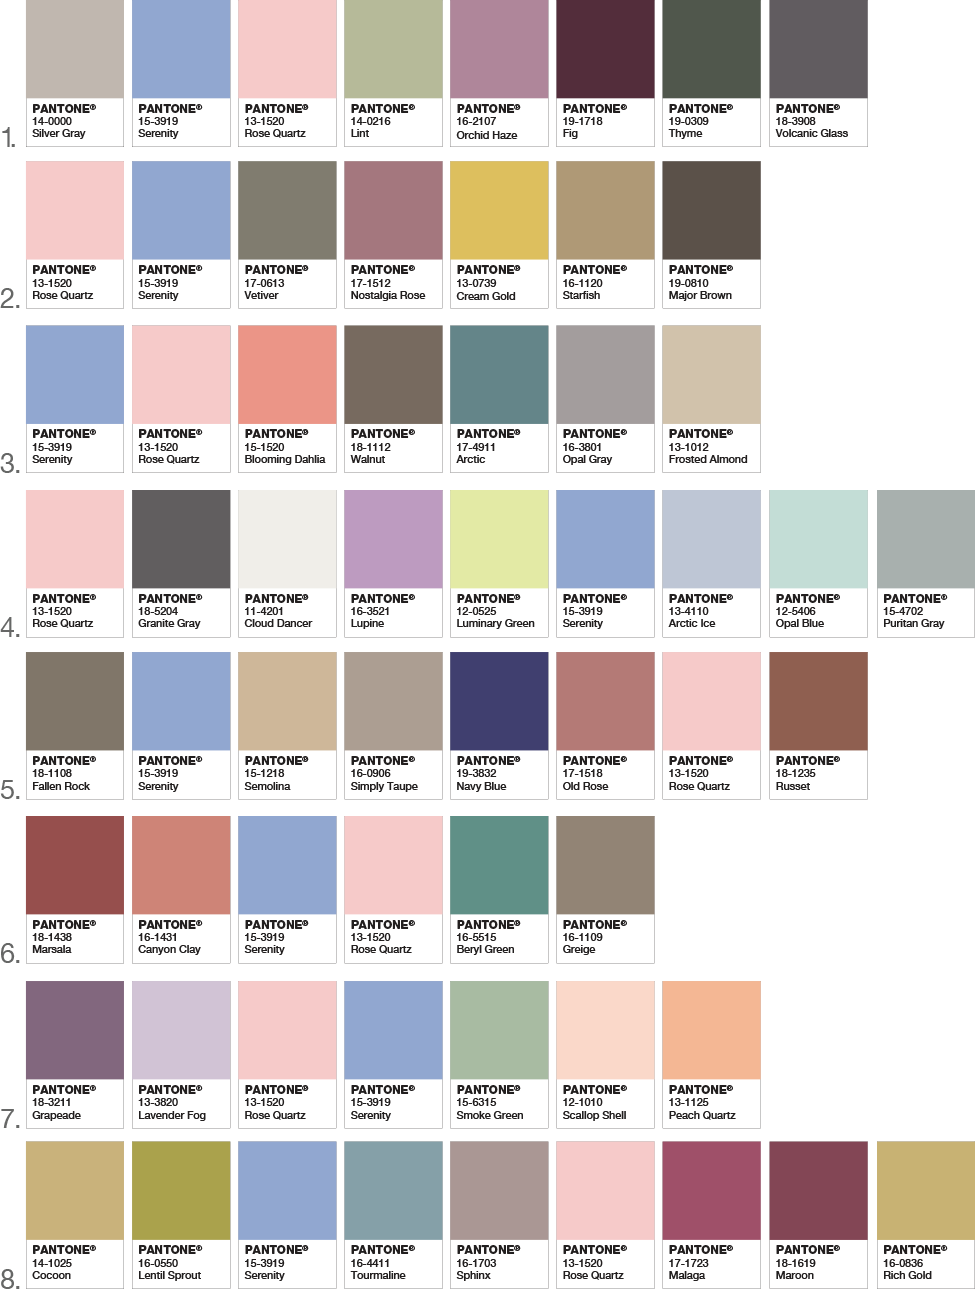 PANTONE® PANTONE® PANTONE® PANTONE® PANTONE® PANTONE® PANTONE® PANTONE®
14-0000 15-3919 13-1520 14-0216 16-2107 19-1718 19-0309 18-3908
1. Silver Gray Serenity Rose Quartz Lint Orchid Haze Fig Thyme Volcanic Glass
PANTONE® PANTONE® PANTONE® PANTONE® PANTONE® PANTONE® PANTONE®
13-1520 15-3919 17-0613 17-1512 13-0739 16-1120 19-0810
2. Rose Quartz Serenity Vetiver Nostalgia Rose Cream Gold Starfish Major Brown
PANTONE® PANTONE® PANTONE® PANTONE® PANTONE® PANTONE® PANTONE®
15-3919 13-1520 15-1520 18-1112 17-4911 16-3801 13-1012
3. Serenity Rose Quartz Blooming Dahlia Walnut Arctic Opal Gray Frosted Almond
PANTONE® PANTONE® PANTONE® PANTONE® PANTONE® PANTONE® PANTONE® PANTONE® PANTONE®
13-1520 18-5204 11-4201 16-3521 12-0525 15-3919 13-4110 12-5406 15-4702
4. Rose Quartz Granite Gray Cloud Dancer Lupine Luminary Green Serenity Arctic Ice Opal Blue Puritan Gray
PANTONE® PANTONE® PANTONE® PANTONE® PANTONE® PANTONE® PANTONE® PANTONE®
18-1108 15-3919 15-1218 16-0906 19-3832 17-1518 13-1520 18-1235
5. Fallen Rock Serenity Semolina Simply Taupe Navy Blue Old Rose Rose Quartz Russet
PANTONE® PANTONE® PANTONE® PANTONE® PANTONE® PANTONE®
18-1438 16-1431 15-3919 13-1520 16-5515 16-1109
6. Marsala Canyon Clay Serenity Rose Quartz Beryl Green Greige
PANTONE® PANTONE® PANTONE® PANTONE® PANTONE® PANTONE® PANTONE®
18-3211 13-3820 13-1520 15-3919 15-6315 12-1010 13-1125
7. Grapeade Lavender Fog Rose Quartz Serenity Smoke Green Scallop Shell Peach Quartz
PANTONE® PANTONE® PANTONE® PANTONE® PANTONE® PANTONE® PANTONE® PANTONE® PANTONE®
14-1025 16-0550 15-3919 16-4411 16-1703 13-1520 17-1723 18-1619 16-0836
8. Cocoon Lentil Sprout Serenity Tourmaline Sphinx Rose Quartz Malaga Maroon Rich Gold